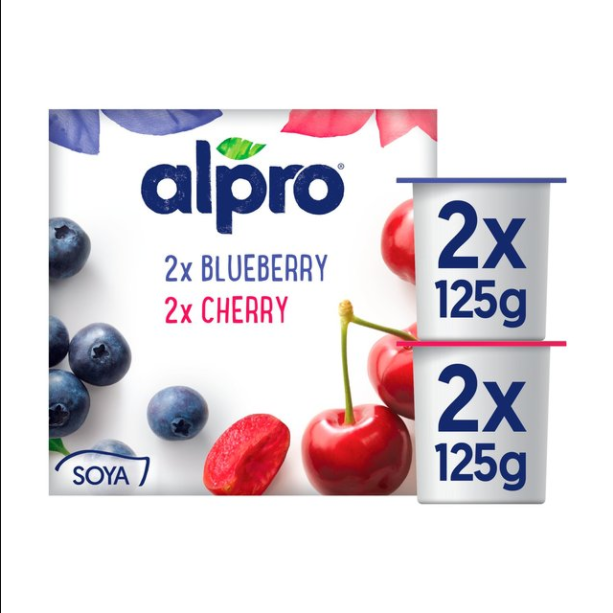 alpro®
2x BLUEBERRY
2x CHERRY
SOYA
2x
125g
2x
125g